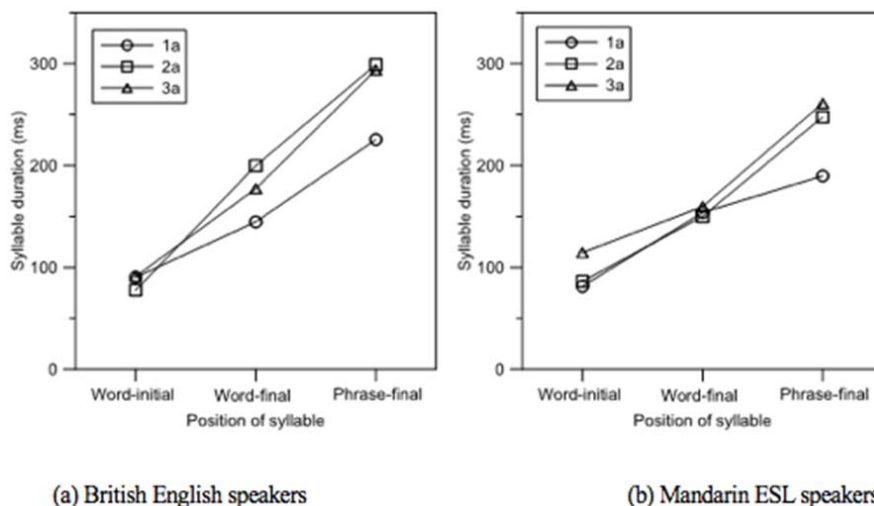 1a
2a
3a
300
200
100
0
Syllable duration (ms)
Word-initial Word-final Phrase-final
Position of syllable
(a) British English speakers
1a
2a
3a
300
200
100
0
Syllable duration (ms)
Word-initial Word-final Phrase-final
Position of syllable
(b) Mandarin ESL speakers